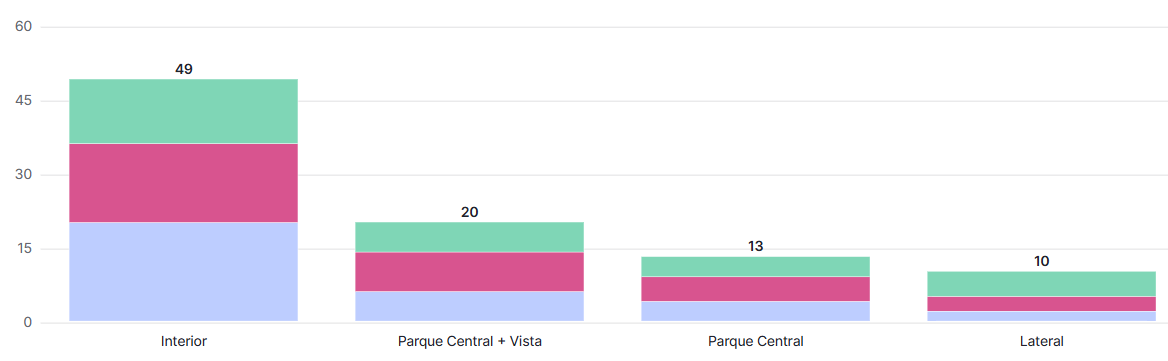 60
49
45
30
20
15
13
10
0
Interior
Parque Central + Vista
Parque Central
Lateral